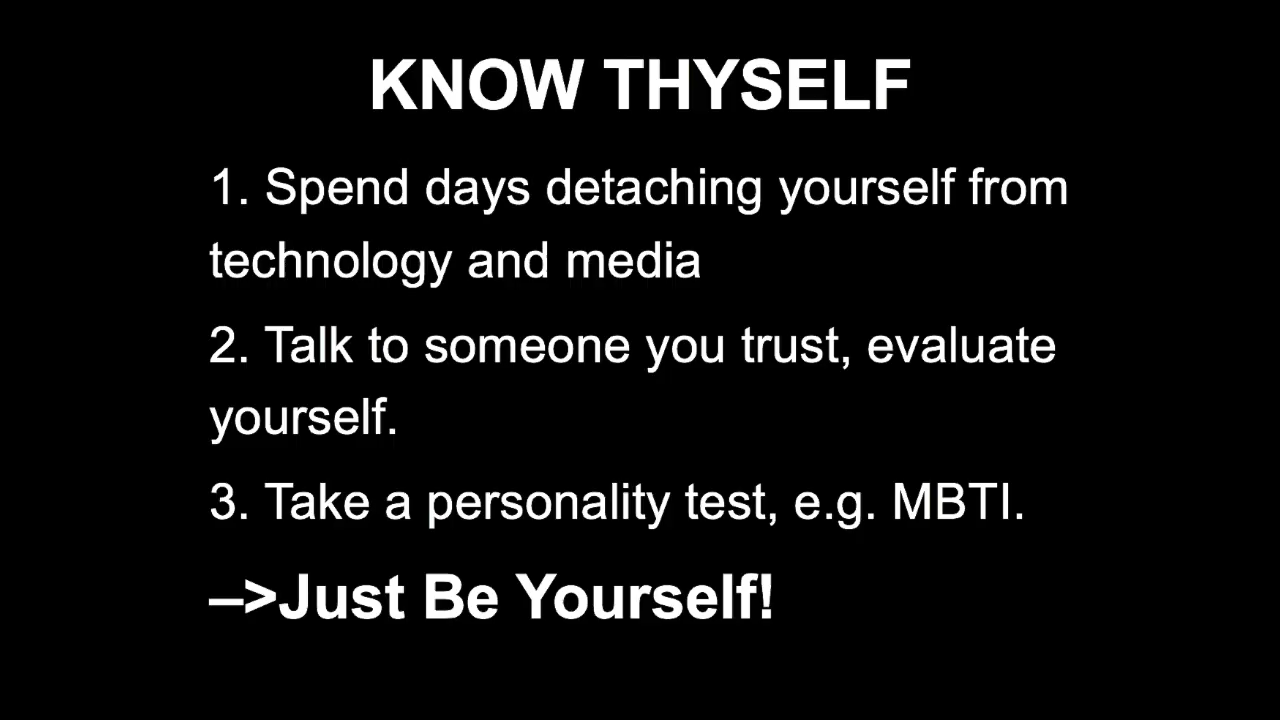 KNOW THYSELF
1. Spend days detaching yourself from
technology and media
2. Talk to someone you trust, evaluate
yourself.
3. Take a personality test, e.g. MBTI.
–>Just Be Yourself!